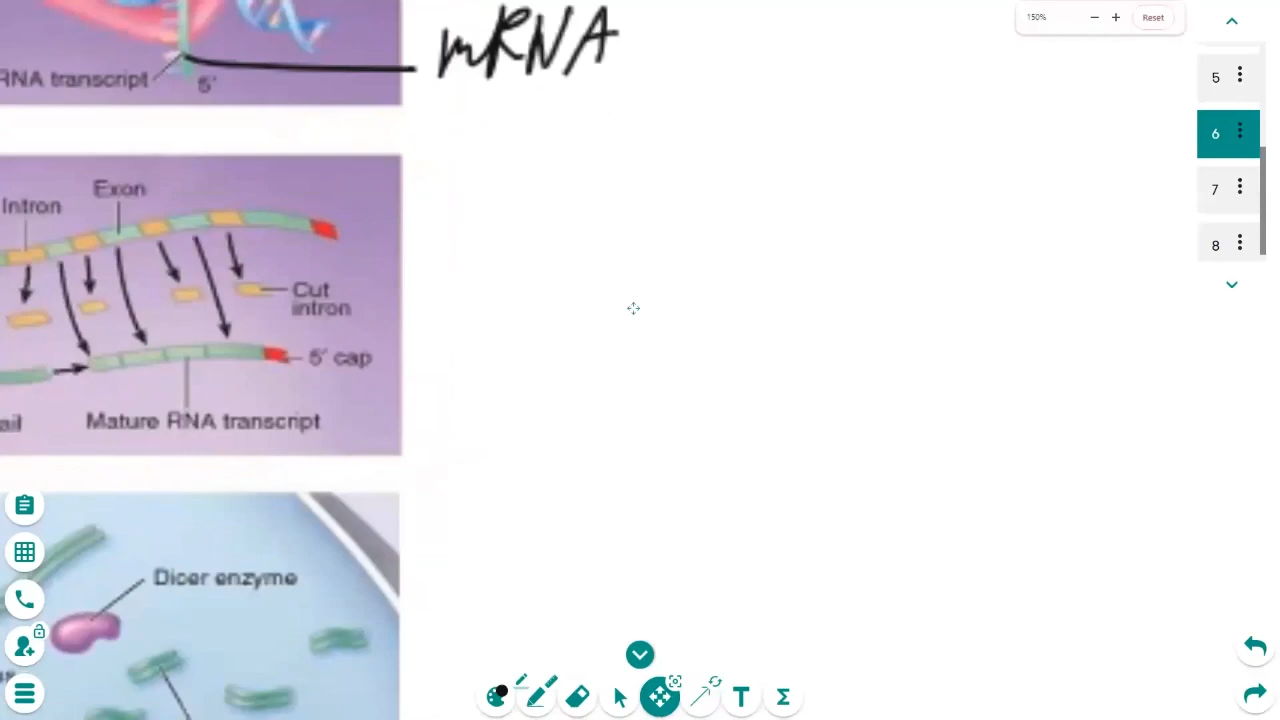 150%
Reset
mRNA
RNA transcript
5'
5
6
7
8
Exon
Intron
Cut
intron
5' cap
ail
Mature RNA transcript
Dicer enzyme
T
Σ